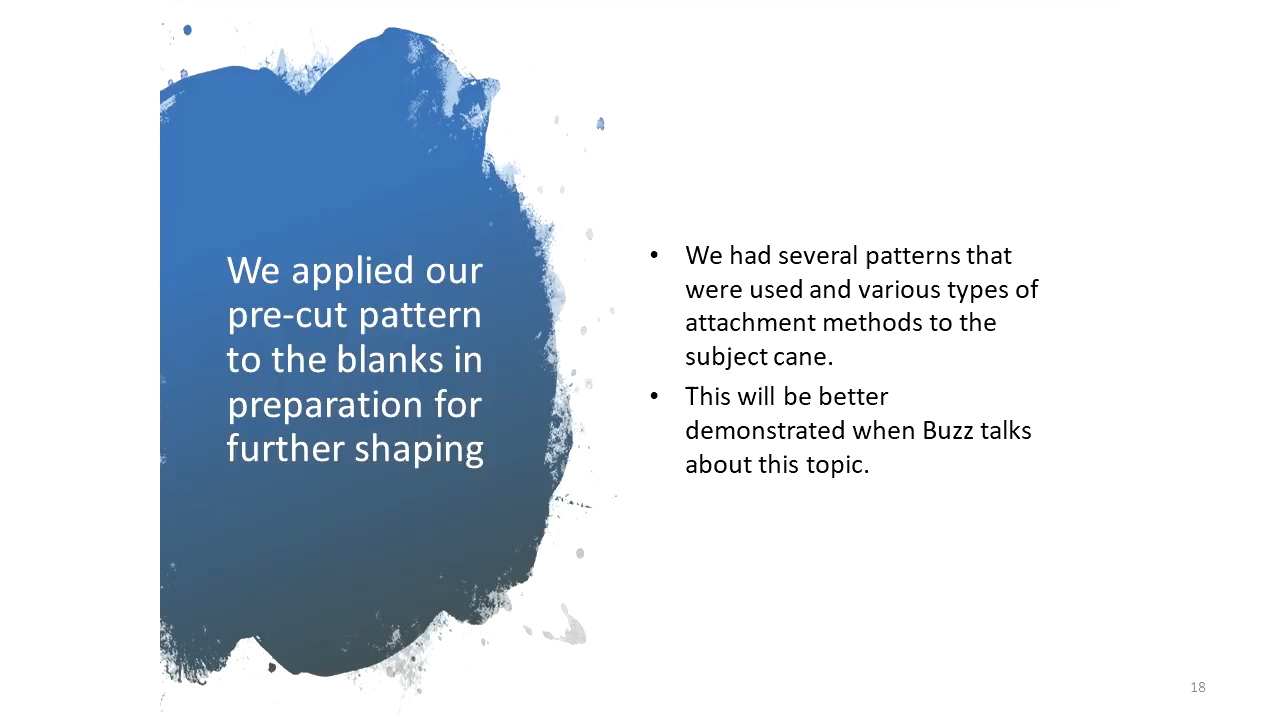 We applied our
pre-cut pattern
to the blanks in
preparation for
further shaping
• We had several patterns that
were used and various types of
attachment methods to the
subject cane.
• This will be better
demonstrated when Buzz talks
about this topic.
18